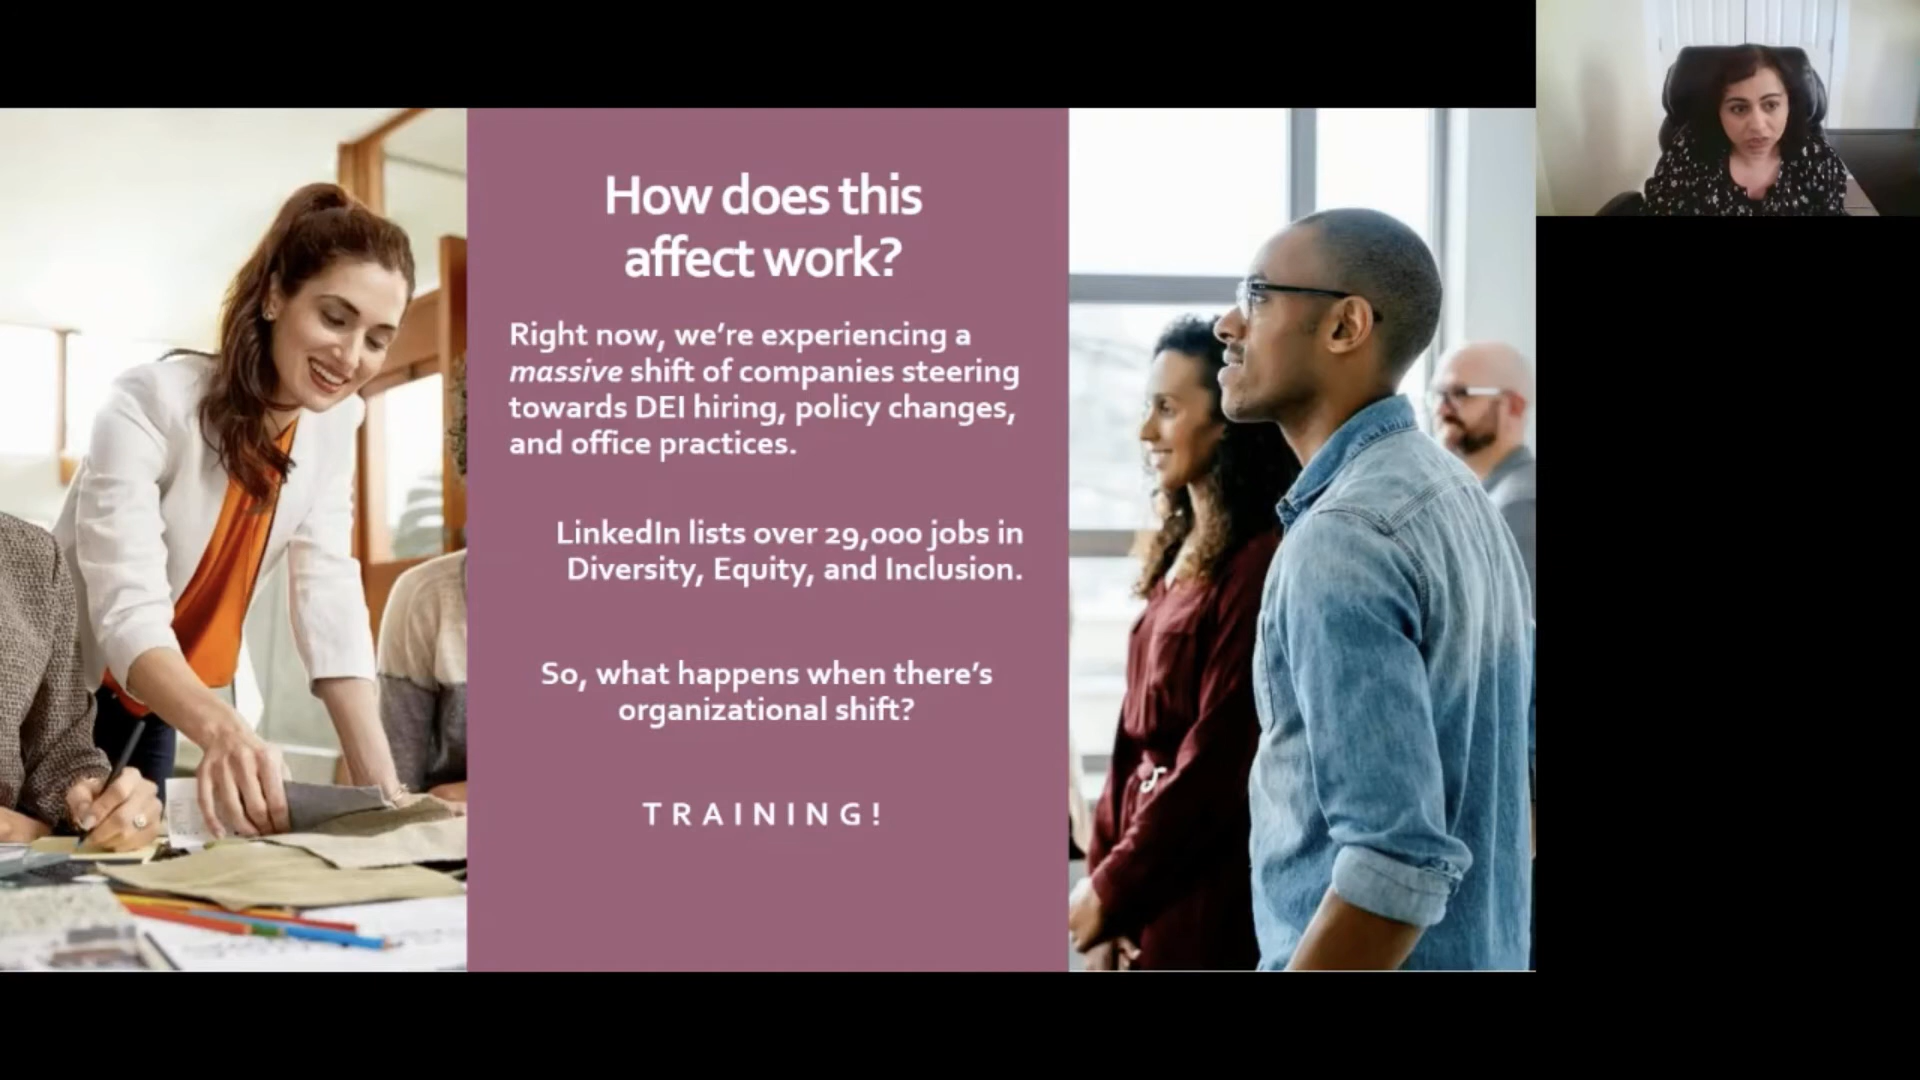 How does this
affect work?
Right now, we’re experiencing a
massive shift of companies steering
towards DEI hiring, policy changes,
and office practices.
LinkedIn lists over 29,000 jobs in
Diversity, Equity, and Inclusion.
So, what happens when there’s
organizational shift?
TRAINING!